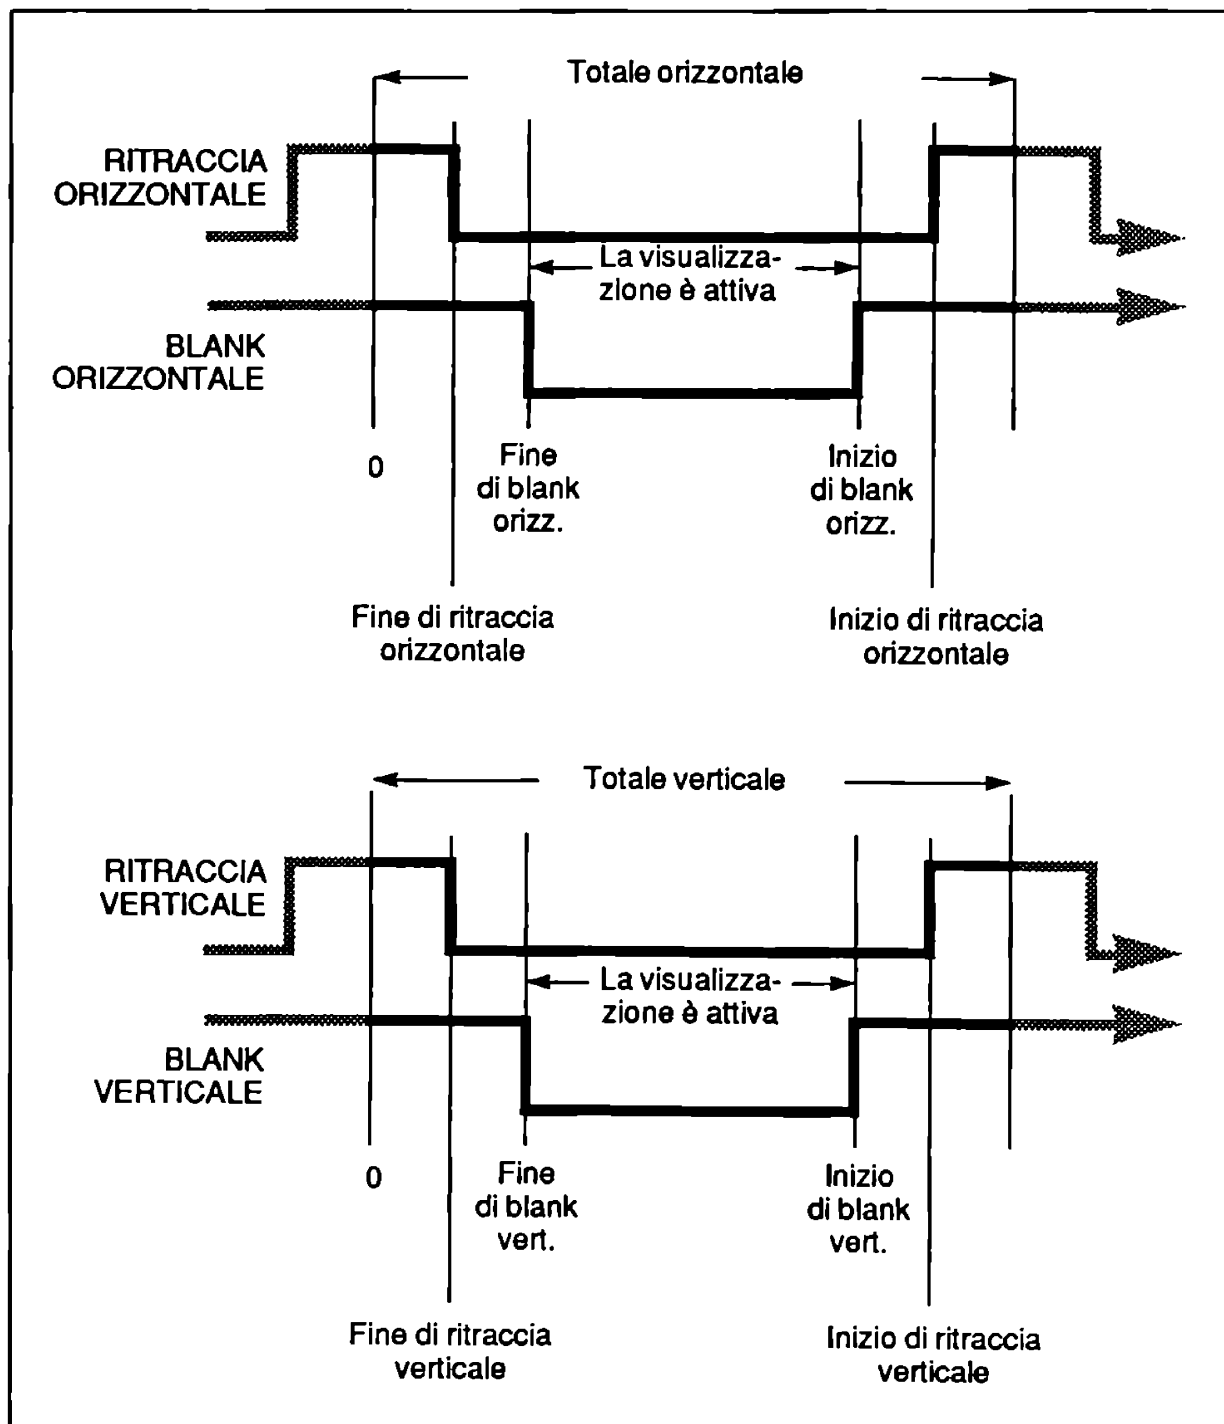 Totale orizzontale
RITRACCIA
ORIZZONTALE
La visualizza-
zione è attiva
BLANK
ORIZZONTALE
0
Fine
di blank
orizz.
Inizio
di blank
orizz.
Fine di ritraccia
orizzontale
Inizio di ritraccia
orizzontale
Totale verticale
RITRACCIA
VERTICALE
La visualizza-
zione è attiva
BLANK
VERTICALE
0
Fine
di blank
vert.
Inizio
di blank
vert.
Fine di ritraccia
verticale
Inizio di ritraccia
verticale